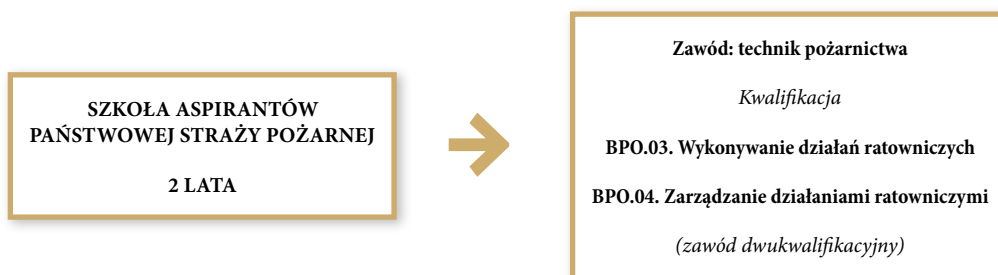 SZKOŁA ASPIRANTÓW
PAŃSTWOWEJ STRAŻY POŻARNEJ
2 LATA
Zawód: technik pożarnictwa
Kwalifikacja
BPO.03. Wykonywanie działań ratowniczych
BPO.04. Zarządzanie działaniami ratowniczymi
(zawód dwukwalifikacyjny)